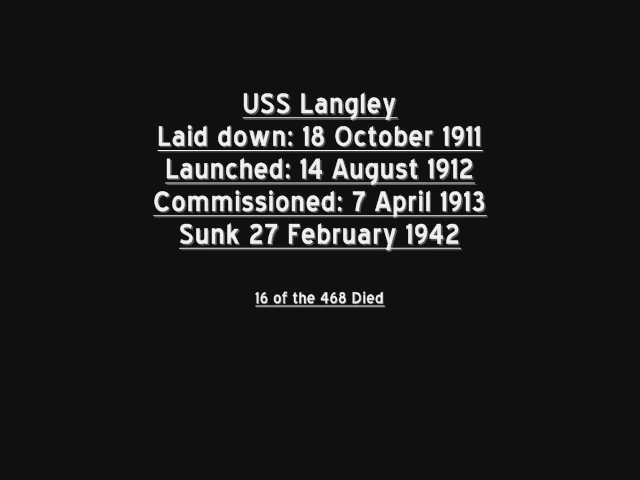 USS Langley
Laid down: 18 October 1911
Launched: 14 August 1912
Commissioned: 7 April 1913
Sunk 27 February 1942
16 of the 468 Died